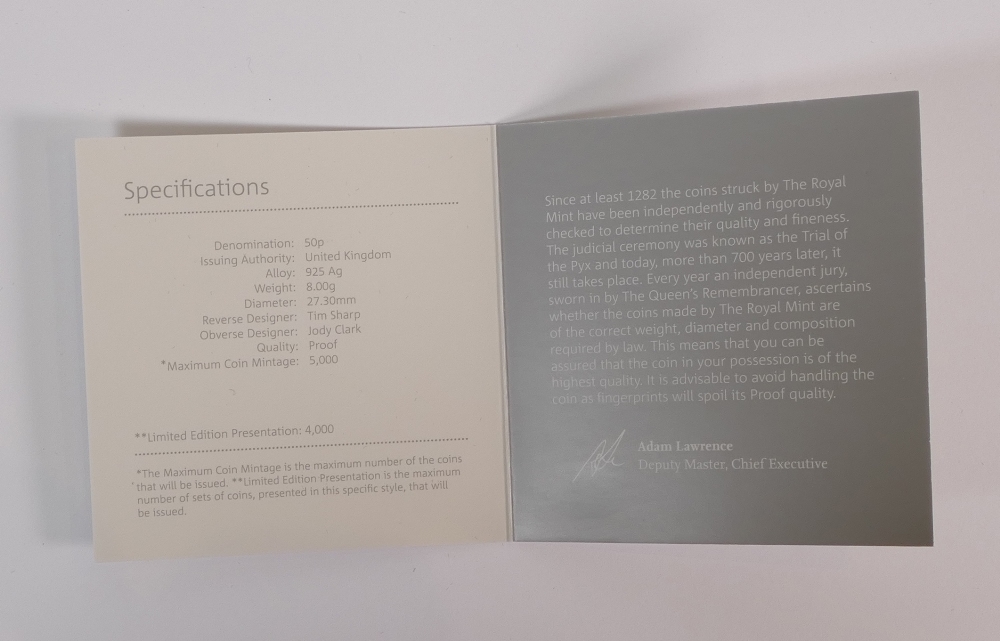 Specifications
Denomination: 50p
Issuing Authority: United Kingdom
Alloy: 925 Ag
Weight: 8.00g
Diameter: 27.30mm
Reverse Designer: Tim Sharp
Obverse Designer: Jody Clark
Quality: Proof
*Maximum Coin Mintage: 5,000
**Limited Edition Presentation: 4,000
*The Maximum Coin Mintage is the maximum number of the coins
that will be issued. **Limited Edition Presentation is the maximum
number of sets of coins, presented in this specific style, that will
be issued.
Since at least 1282 the coins struck by The Royal
Mint have been independently and rigorously
checked to determine their quality and fineness.
The judicial ceremony was known as the Trial of
the Pyx and today, more than 700 years later, it
still takes place. Every year an independent jury,
sworn in by The Queen's Remembrancer, ascertains
whether the coins made by The Royal Mint are
of the correct weight, diameter and composition
required by law. This means that you can be
assured that the coin in your possession is of the
highest quality. It is advisable to avoid handling the
coin as fingerprints will spoil its Proof quality.
Adam Lawrence
Deputy Master, Chief Executive